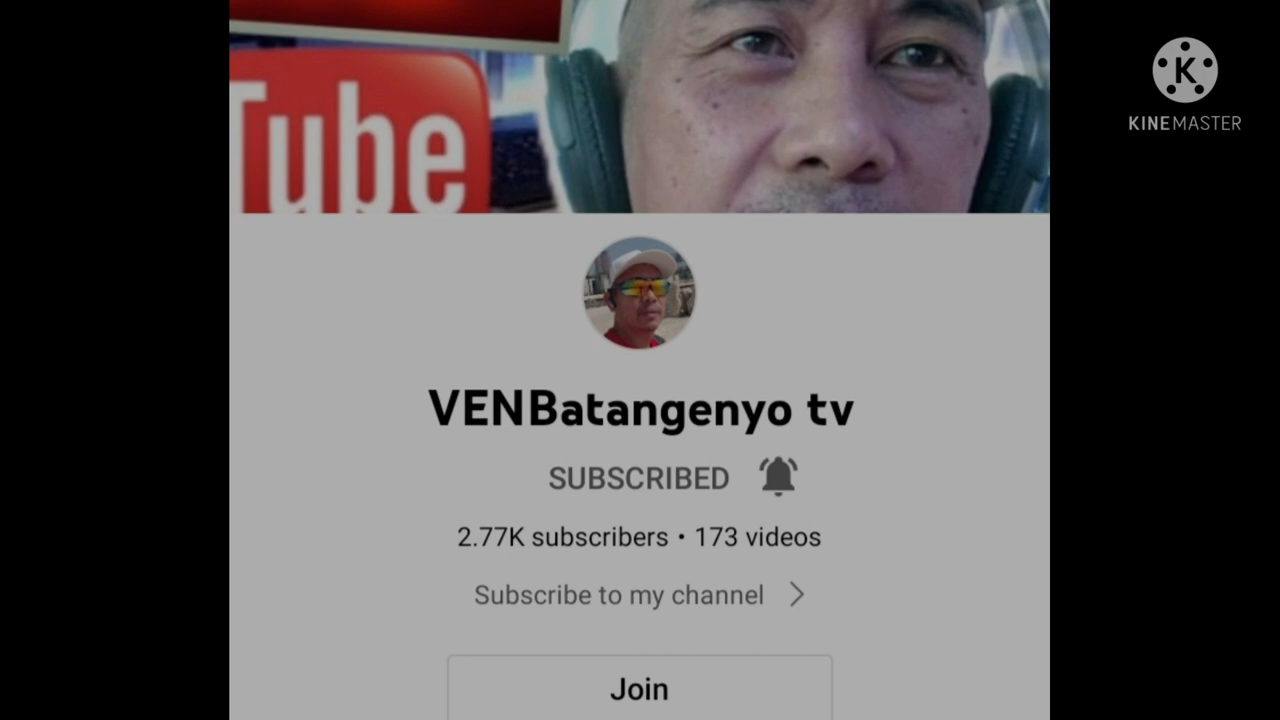 Tube
K
KINEMASTER
VENBatangenyo tv
SUBSCRIBED
2.77K subscribers • 173 videos
Subscribe to my channel
Join